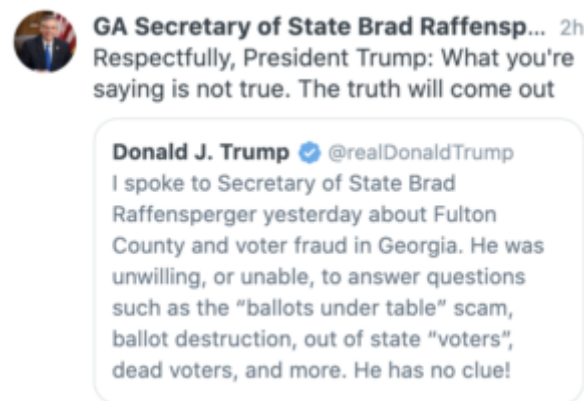 GA Secretary of State Brad Raffensp... 2h
Respectfully, President Trump: What you're
saying is not true. The truth will come out
Donald J. Trump @realDonaldTrump
I spoke to Secretary of State Brad
Raffensperger yesterday about Fulton
County and voter fraud in Georgia. He was
unwilling, or unable, to answer questions
such as the “ballots under table” scam,
ballot destruction, out of state “voters”,
dead voters, and more. He has no clue!